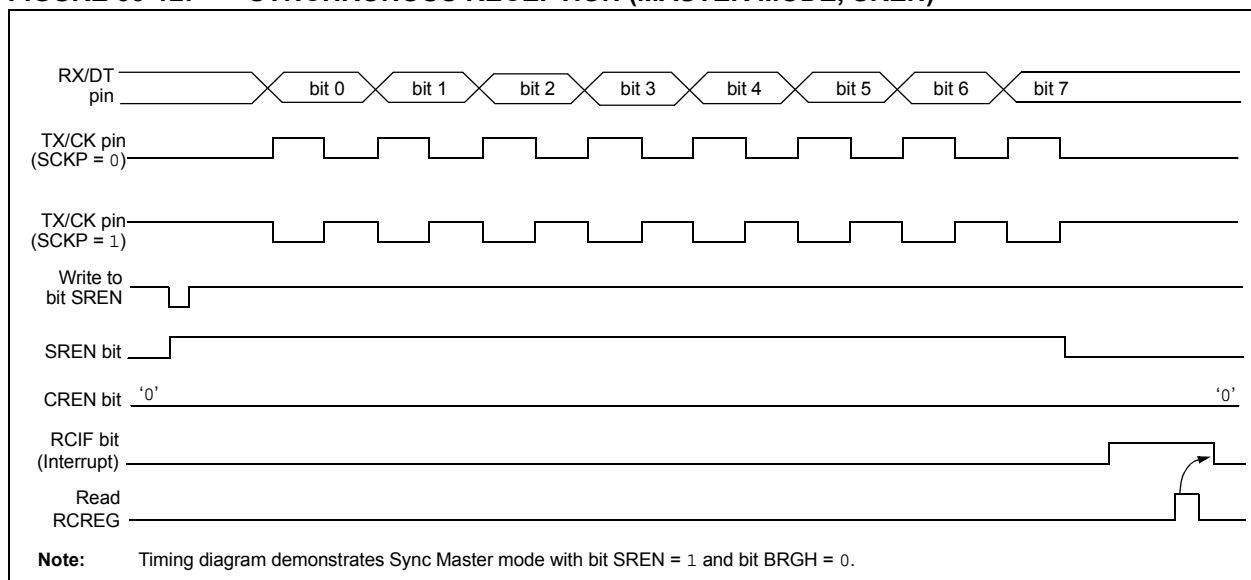 RX/DT
pin
bit 0 bit 1 bit 2 bit 3 bit 4 bit 5 bit 6 bit 7
TX/CK pin
(SCKP = 0)
TX/CK pin
(SCKP = 1)
Write to
bit SREN
SREN bit
CREN bit ‘0’ ‘0’
RCIF bit
(Interrupt)
Read
RCREG
Note: Timing diagram demonstrates Sync Master mode with bit SREN = 1 and bit BRGH = 0.